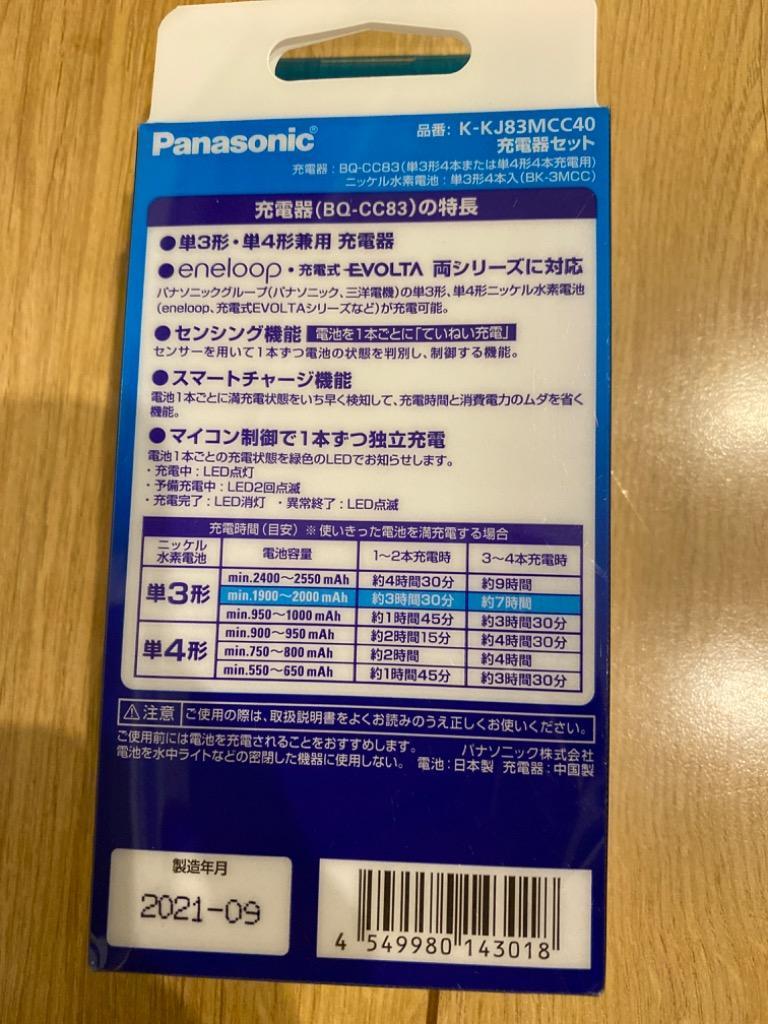 Panasonic®
品番: K-KJ83MCC40
充電器セット
充電器：BQ-CC83（単3形4本または単4形4本充電用）
ニッケル水素電池：単3形4本入（BK-3MCC）
充電器（BQ-CC83）の特長
●単3形・単4形兼用 充電器
●eneloop・充電式EVOLTA 両シリーズに対応
パナソニックグループ（パナソニック、三洋電機）の単3形、単4形ニッケル水素電池
（eneloop、充電式EVOLTAシリーズなど）が充電可能。
●センシング機能 電池を1本ごとに「ていねい充電」
センサーを用いて1本ずつ電池の状態を判別し、制御する機能。
●スマートチャージ機能
電池1本ごとに満充電状態をいち早く検知して、充電時間と消費電力のムダを省く
機能。
●マイコン制御で1本ずつ独立充電
電池1本ごとの充電状態を緑色のLEDでお知らせします。
・充電中：LED点灯
・予備充電中：LED2回点滅
・充電完了：LED消灯 ・異常終了：LED点滅
充電時間（目安）※使いきった電池を満充電する場合
ニッケル水素電池 電池容量 1～2本充電時 3～4本充電時
単3形 min.2400～2550 mAh 約4時間30分 約9時間
min.1900～2000 mAh 約3時間30分 約7時間
min.950～1000 mAh 約1時間45分 約3時間30分
単4形 min.900～950 mAh 約2時間15分 約4時間30分
min.750～800 mAh 約2時間 約4時間
min.550～650 mAh 約1時間45分 約3時間30分
⚠注意 ご使用の際は、取扱説明書をよくお読みのうえ正しくお使いください。
ご使用前には電池を充電されることをおすすめします。 パナソニック株式会社
電池を水中ライトなどの密閉した機器に使用しない。 電池：日本製 充電器：中国製
製造年月
2021-09
4 549980 143018